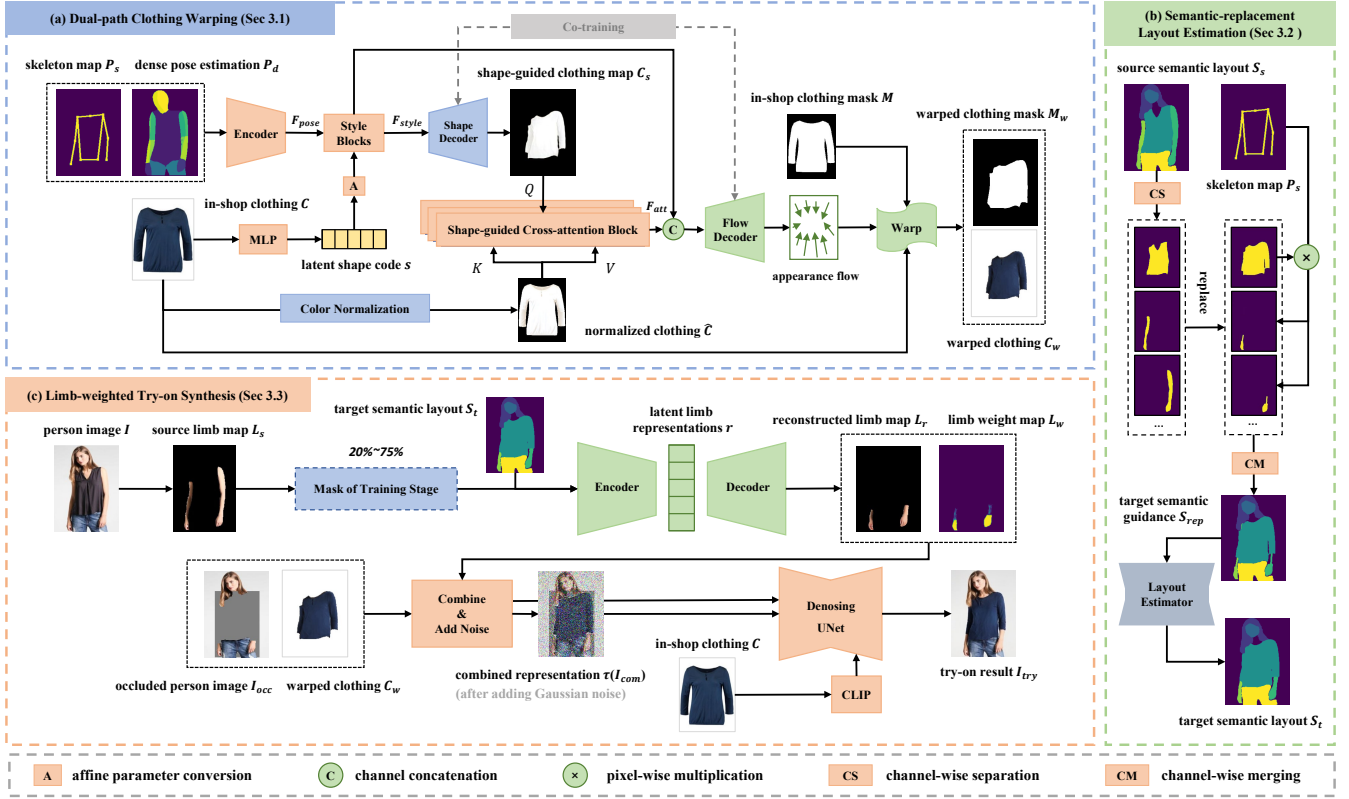 (a) Dual-path Clothing Warping (Sec 3.1)
Co-training
skeleton map P_s
dense pose estimation P_d
shape-guided clothing map C_s
Encoder
F_pose
Style
Blocks
F_style
Shape
Decoder
in-shop clothing mask M
warped clothing mask M_w
A
in-shop clothing C
MLP
latent shape code s
Q
Shape-guided Cross-attention Block
F_att
C
Flow
Decoder
appearance flow
Warp
K
V
Color Normalization
normalized clothing Ĉ
warped clothing C_w
(b) Semantic-replacement
Layout Estimation (Sec 3.2 )
source semantic layout S_s
skeleton map P_s
CS
×
replace
...
...
CM
target semantic
guidance S_rep
Layout
Estimator
target semantic layout S_t
(c) Limb-weighted Try-on Synthesis (Sec 3.3)
person image I
source limb map L_s
20%~75%
Mask of Training Stage
target semantic layout S_t
Encoder
latent limb
representations r
Decoder
reconstructed limb map L_r
limb weight map L_w
occluded person image I_occ
warped clothing C_w
Combine
&
Add Noise
combined representation τ(I_com)
(after adding Gaussian noise)
in-shop clothing C
CLIP
Denosing
UNet
try-on result I_try
A
affine parameter conversion
C
channel concatenation
×
pixel-wise multiplication
CS
channel-wise separation
CM
channel-wise merging